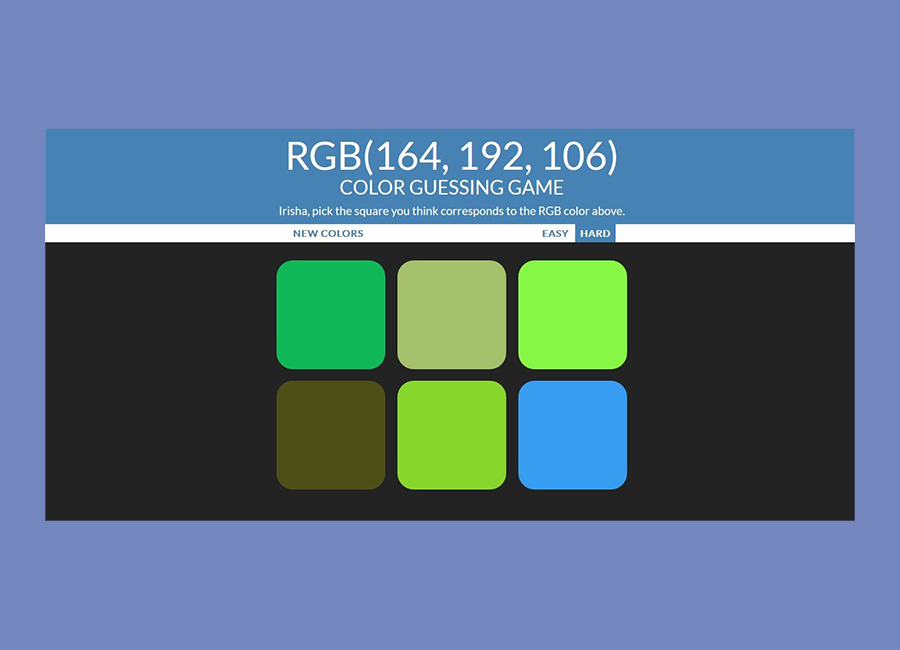 RGB(164, 192, 106)
COLOR GUESSING GAME
Irisha, pick the square you think corresponds to the RGB color above.
NEW COLORS EASY HARD